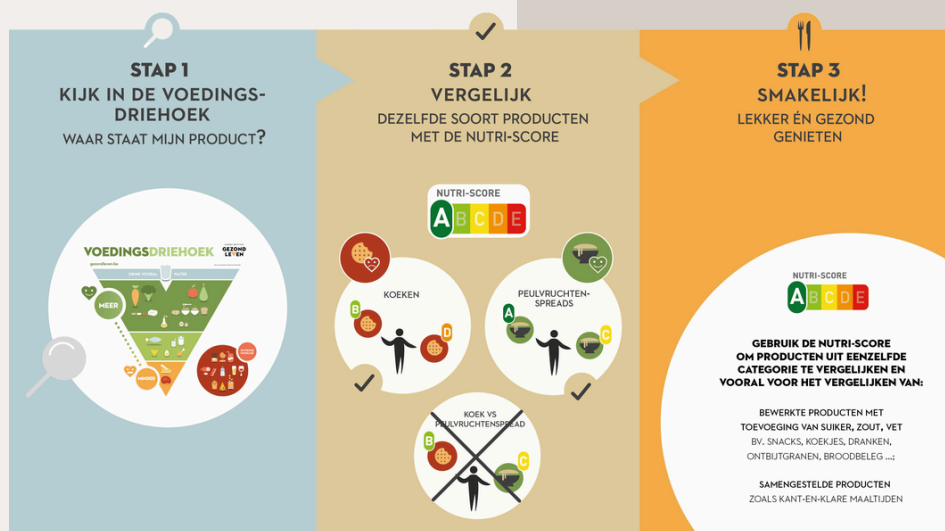 STAP 1
KIJK IN DE VOEDINGS-
DRIEHOEK
WAAR STAAT MIJN PRODUCT?
VOEDINGSDRIEHOEK
GEZOND
LEVEN
MEER
MINDER
STAP 2
VERGELIJK
DEZELFDE SOORT PRODUCTEN
MET DE NUTRI-SCORE
NUTRI-SCORE
A B C D E
KOEKEN
B
D
PEULVRUCHTEN-
SPREADS
A
C
KOEK VS
PEULVRUCHTENSPREAD
B
C
STAP 3
SMAKELIJK!
LEKKER ÉN GEZOND
GENIETEN
NUTRI-SCORE
A B C D E
GEBRUIK DE NUTRI-SCORE
OM PRODUCTEN UIT EENZELFDE
CATEGORIE TE VERGELIJKEN EN
VOORAL VOOR HET VERGELIJKEN VAN:
BEWERKTE PRODUCTEN MET
TOEVOEGING VAN SUIKER, ZOUT, VET
BV. SNACKS, KOEKJES, DRANKEN,
ONTBIJTGRANEN, BROODBELEG ...;
SAMENGESTELDE PRODUCTEN
ZOALS KANT-EN-KLARE MAALTIJDEN